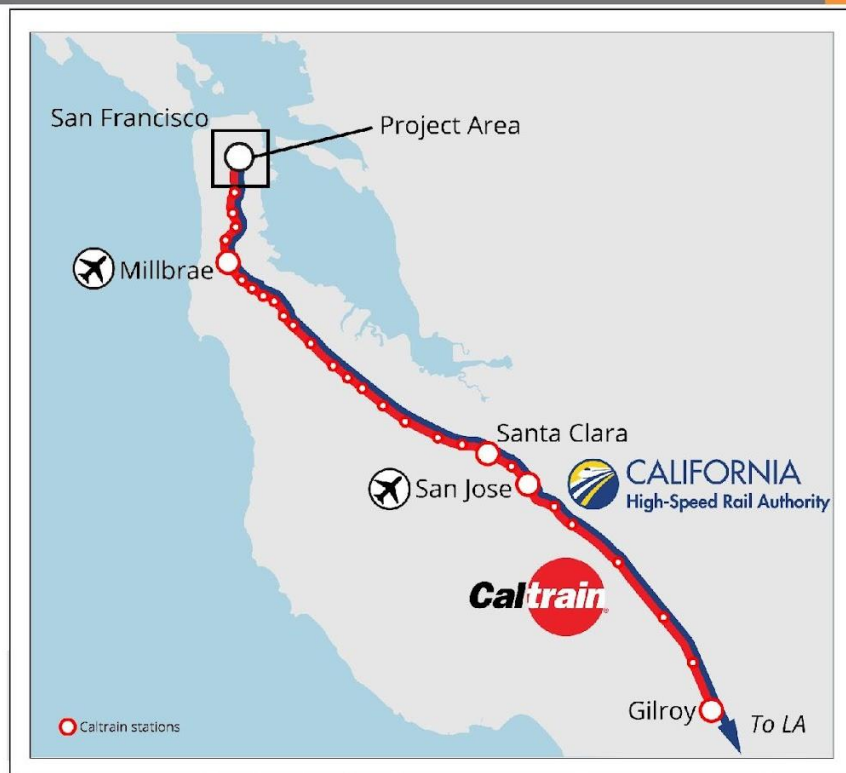 San Francisco
Project Area
Millbrae
Santa Clara
San Jose
CALIFORNIA
High-Speed Rail Authority
Caltrain
Gilroy
To LA
Caltrain stations